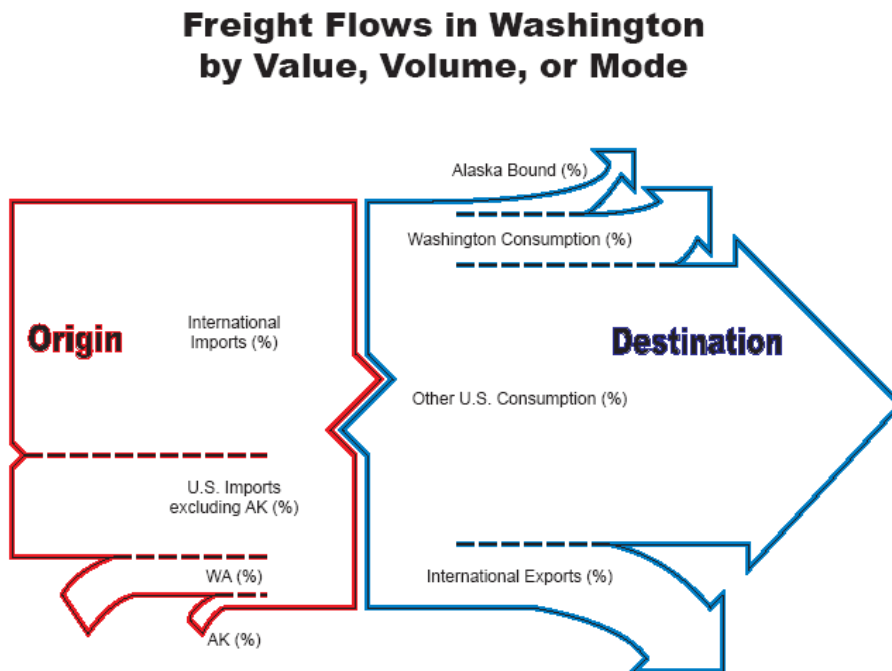 Freight Flows in Washington
by Value, Volume, or Mode
Alaska Bound (%)
Washington Consumption (%)
Origin
International
Imports (%)
Destination
Other U.S. Consumption (%)
U.S. Imports
excluding AK (%)
WA (%)
International Exports (%)
AK (%)